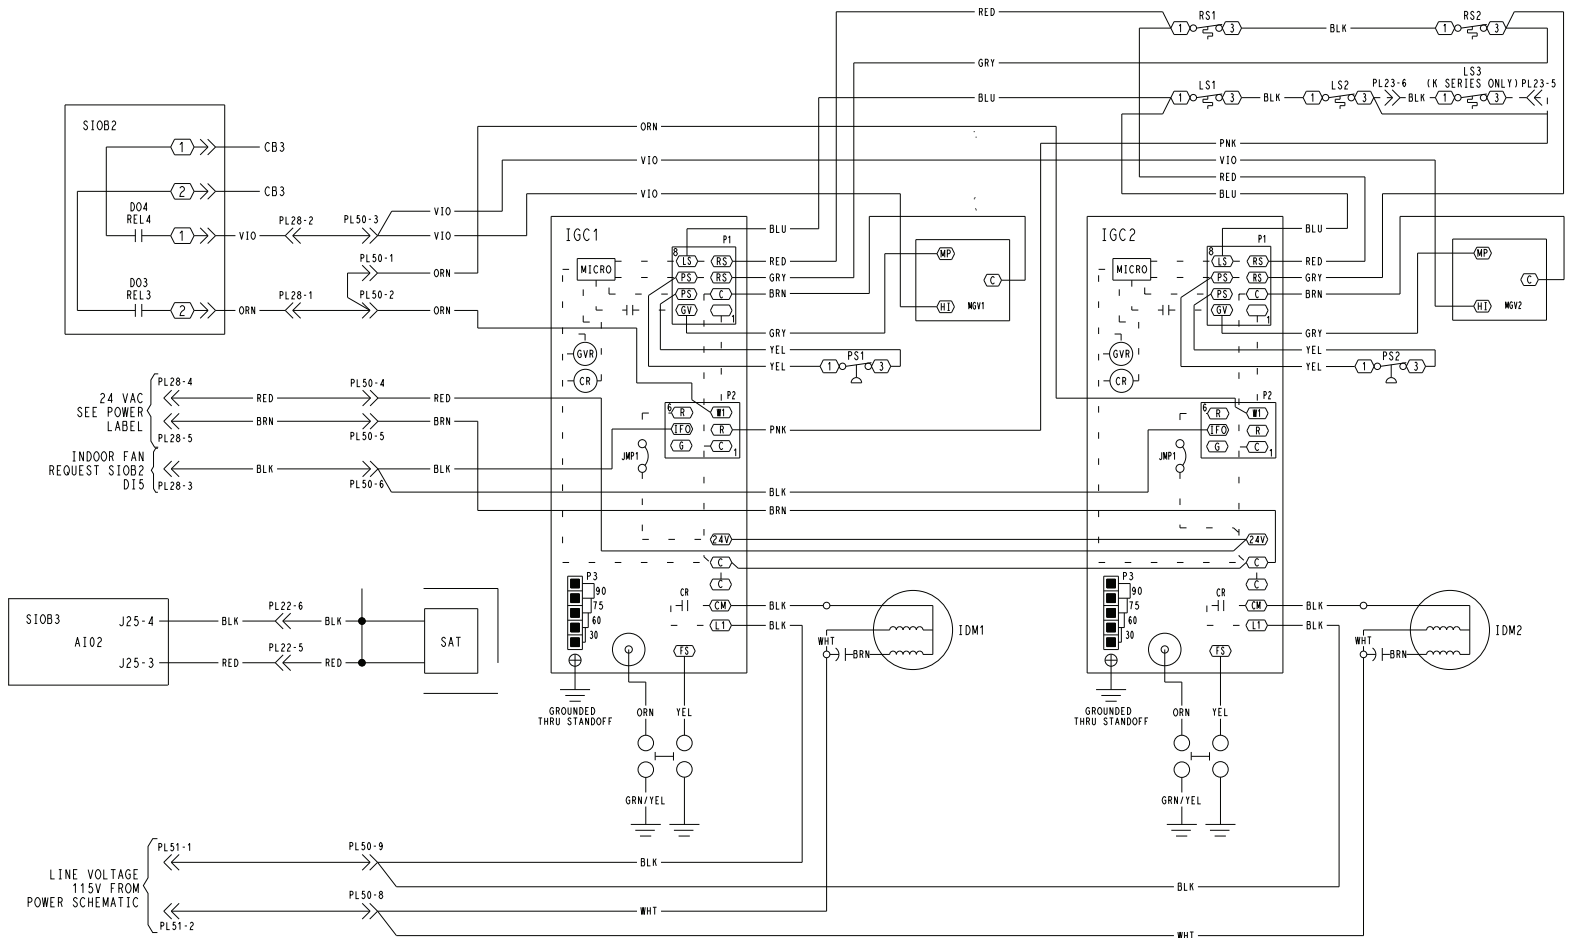 RED
RS1
1
3
BLK
RS2
1
3
GRY
LS3
(K SERIES ONLY)
PL23-5
BLU
LS1
1
3
BLK
LS2
1
3
PL23-6
BLK
1
3
SIOB2
1
CB3
2
CB3
DO4
REL4
1
VIO
PL28-2
PL50-3
VIO
VIO
PL50-1
ORN
DO3
REL3
2
ORN
PL28-1
PL50-2
ORN
ORN
VIO
VIO
PNK
VIO
RED
BLU
24 VAC
SEE POWER
LABEL
PL28-4
RED
PL50-4
RED
PL28-5
BRN
PL50-5
BRN
INDOOR FAN
REQUEST SIOB2
DI5
PL28-3
BLK
PL50-6
BLK
IGC1
P1
MICRO
8
LS
RS
PS
RS
PS
C
GV
1
GVR
CR
P2
6
R
W1
IFO
R
G
C
1
JMP1
24V
C
C
P3
90
75
60
30
CR
CM
L1
FS
BLU
RED
GRY
BRN
GRY
YEL
YEL
PS1
1
3
MP
C
HI
MGV1
PNK
BLK
BRN
BLK
BLK
WHT
BRN
IDM1
GROUNDED
THRU STANDOFF
ORN
YEL
GRN/YEL
IGC2
P1
MICRO
8
LS
RS
PS
RS
PS
C
GV
1
GVR
CR
P2
6
R
W1
IFO
R
G
C
1
JMP1
24V
C
C
P3
90
75
60
30
CR
CM
L1
FS
BLU
RED
GRY
BRN
GRY
YEL
YEL
PS2
1
3
MP
C
HI
MGV2
BLK
BLK
WHT
BRN
IDM2
GROUNDED
THRU STANDOFF
ORN
YEL
GRN/YEL
SIOB3
AI02
J25-4
BLK
PL22-6
BLK
J25-3
RED
PL22-5
RED
SAT
LINE VOLTAGE
115V FROM
POWER SCHEMATIC
PL51-1
PL50-9
BLK
BLK
PL51-2
PL50-8
WHT
WHT